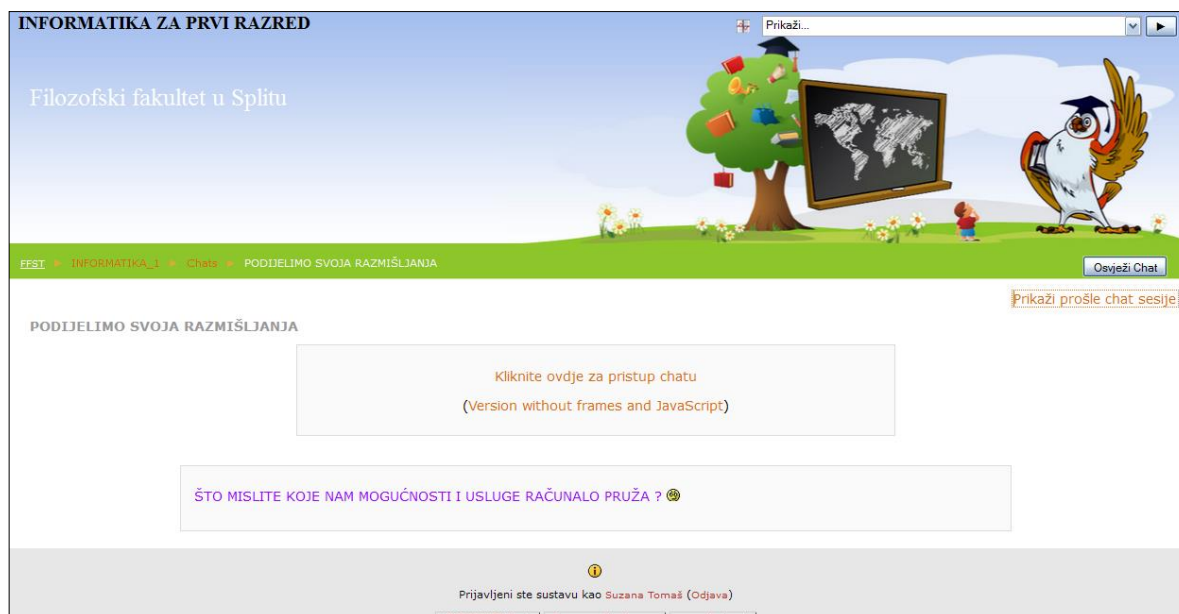 INFORMATIKA ZA PRVI RAZRED
Prikaži...
Filozofski fakultet u Splitu
FFST ► INFORMATIKA_1 ► Chats ► PODIJELIMO SVOJA RAZMIŠLJANJA
Osvježi Chat
Prikaži prošle chat sesije
PODIJELIMO SVOJA RAZMIŠLJANJA
Kliknite ovdje za pristup chatu
(Version without frames and JavaScript)
ŠTO MISLITE KOJE NAM MOGUĆNOSTI I USLUGE RAČUNALO PRUŽA ?
Prijavljeni ste sustavu kao Suzana Tomaš (Odjava)